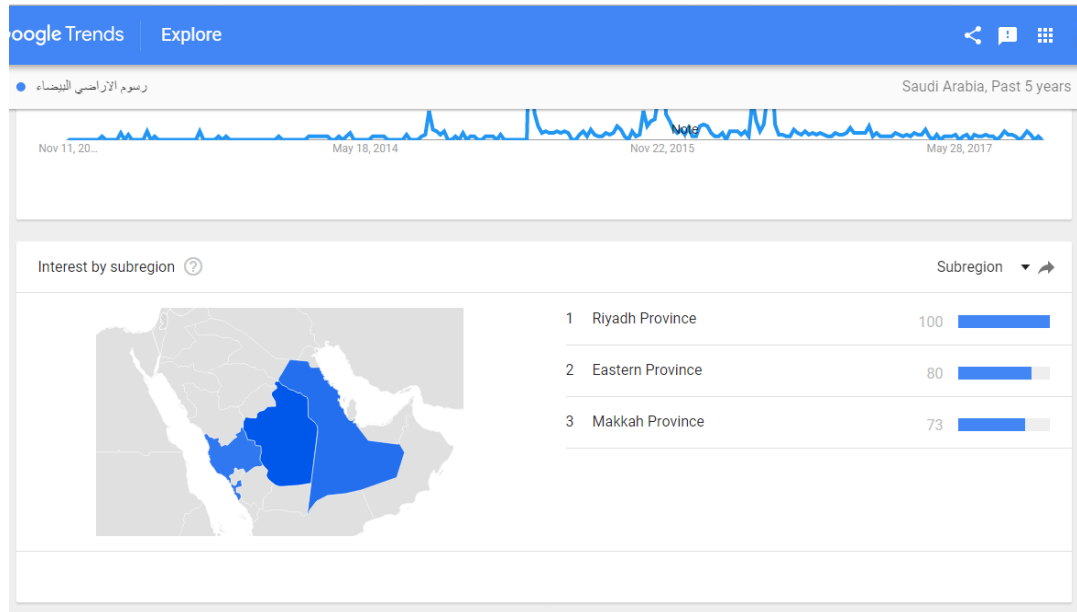 oogle Trends Explore
رسوم الاراضي البيضاء
Saudi Arabia, Past 5 years
Note
Nov 11, 20...
May 18, 2014
Nov 22, 2015
May 28, 2017
Interest by subregion ?
Subregion
1 Riyadh Province 100
2 Eastern Province 80
3 Makkah Province 73